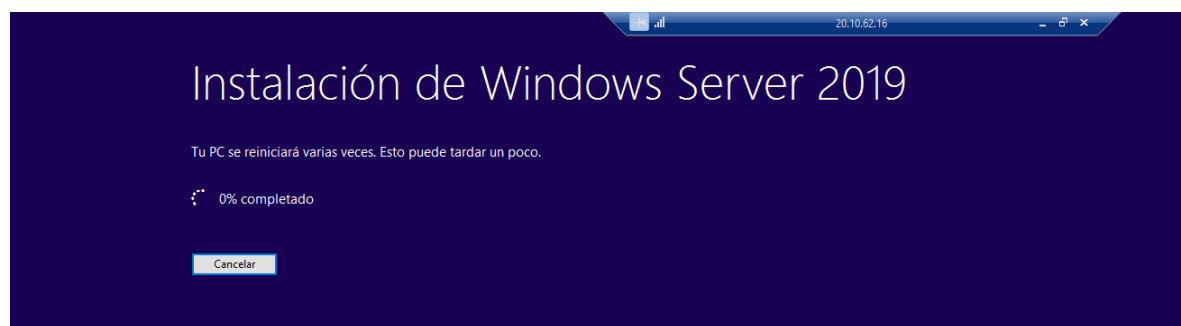 20.10.62.16
Instalación de Windows Server 2019
Tu PC se reiniciará varias veces. Esto puede tardar un poco.
0% completado
Cancelar